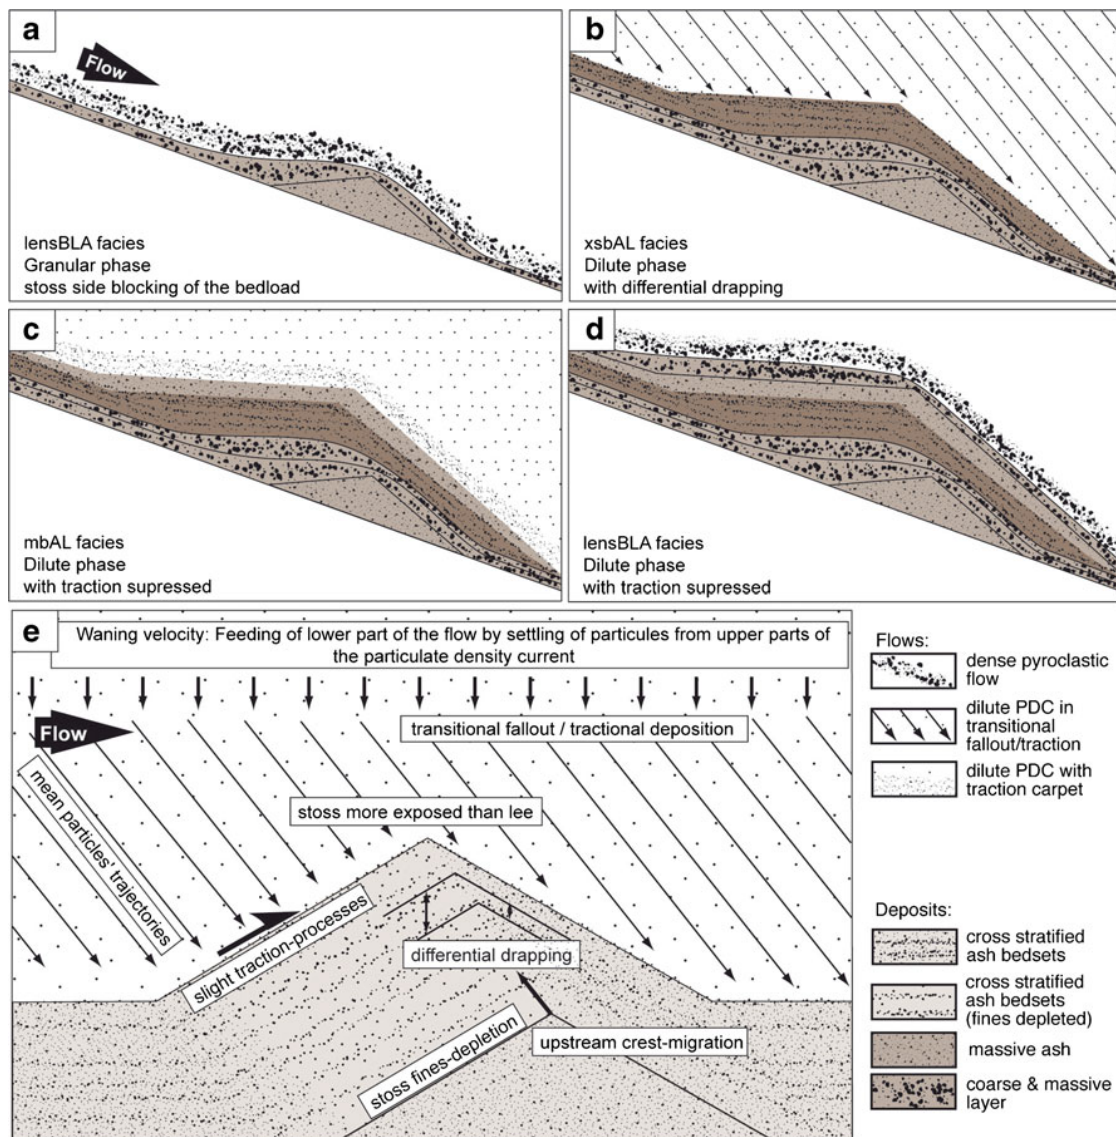 a
Flow
lensBLA facies
Granular phase
stoss side blocking of the bedload
b
xsbAL facies
Dilute phase
with differential drapping
c
mbAL facies
Dilute phase
with traction supressed
d
lensBLA facies
Dilute phase
with traction supressed
e
Waning velocity: Feeding of lower part of the flow by settling of particules from upper parts of
the particulate density current
Flow
transitional fallout / tractional deposition
mean particles' trajectories
stoss more exposed than lee
slight traction-processes
differential drapping
stoss fines-depletion
upstream crest-migration
Flows:
dense pyroclastic
flow
dilute PDC in
transitional
fallout/traction
dilute PDC with
traction carpet
Deposits:
cross stratified
ash bedsets
cross stratified
ash bedsets
(fines depleted)
massive ash
coarse & massive
layer